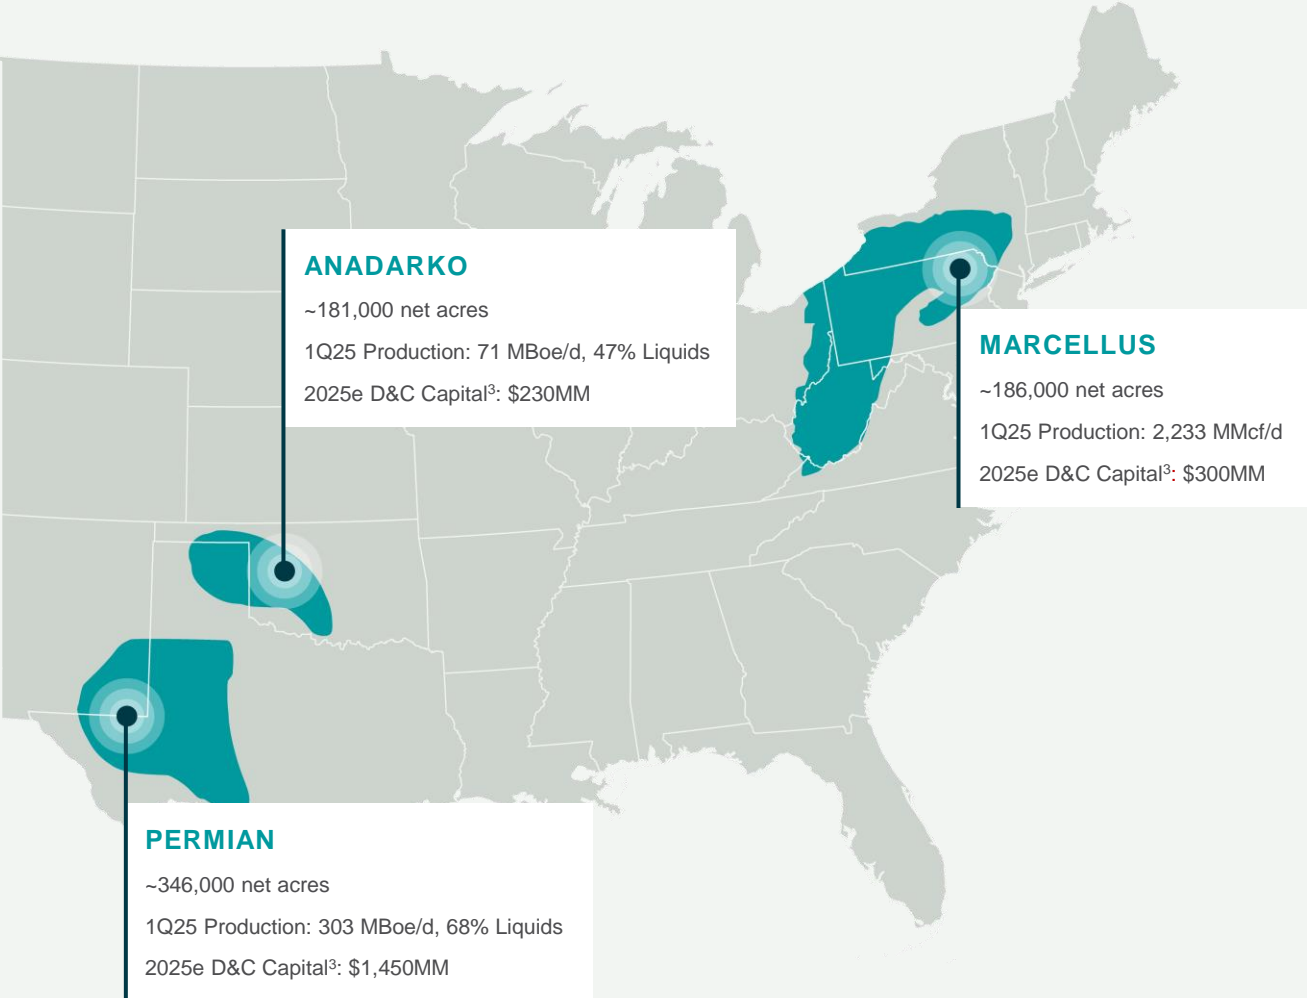 ANADARKO
~181,000 net acres
1Q25 Production: 71 MBoe/d, 47% Liquids
2025e D&C Capital³: $230MM
MARCELLUS
~186,000 net acres
1Q25 Production: 2,233 MMcf/d
2025e D&C Capital³: $300MM
PERMIAN
~346,000 net acres
1Q25 Production: 303 MBoe/d, 68% Liquids
2025e D&C Capital³: $1,450MM